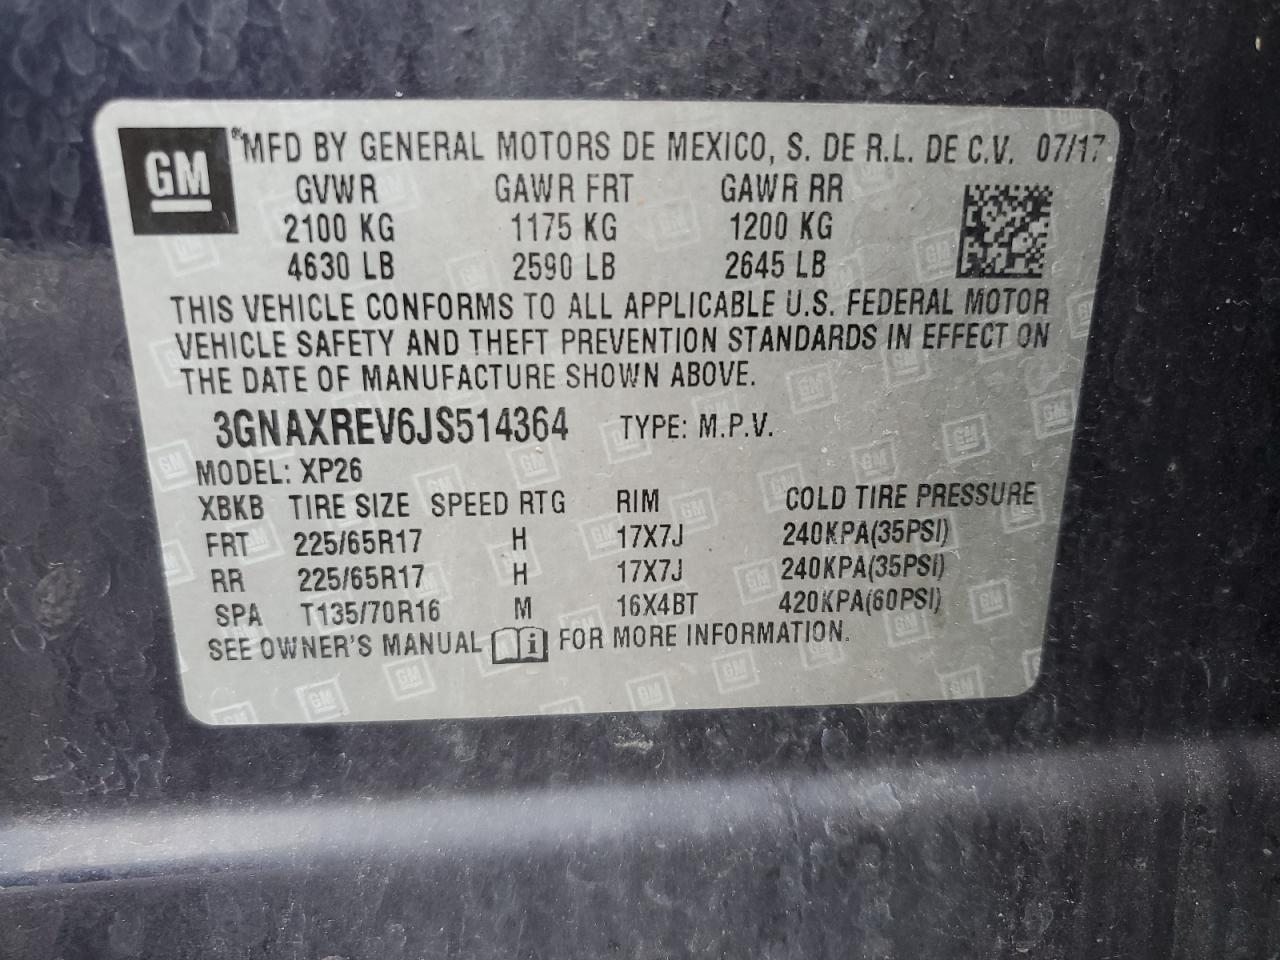 GM ® MFD BY GENERAL MOTORS DE MEXICO, S. DE R.L. DE C.V. 07/17
GVWR GAWR FRT GAWR RR
2100 KG 1175 KG 1200 KG
4630 LB 2590 LB 2645 LB
THIS VEHICLE CONFORMS TO ALL APPLICABLE U.S. FEDERAL MOTOR
VEHICLE SAFETY AND THEFT PREVENTION STANDARDS IN EFFECT ON
THE DATE OF MANUFACTURE SHOWN ABOVE.
3GNAXREV6JS514364 TYPE: M.P.V.
MODEL: XP26
XBKB TIRE SIZE SPEED RTG RIM COLD TIRE PRESSURE
FRT 225/65R17 H 17X7J 240KPA(35PSI)
RR 225/65R17 H 17X7J 240KPA(35PSI)
SPA T135/70R16 M 16X4BT 420KPA(60PSI)
SEE OWNER'S MANUAL i FOR MORE INFORMATION.